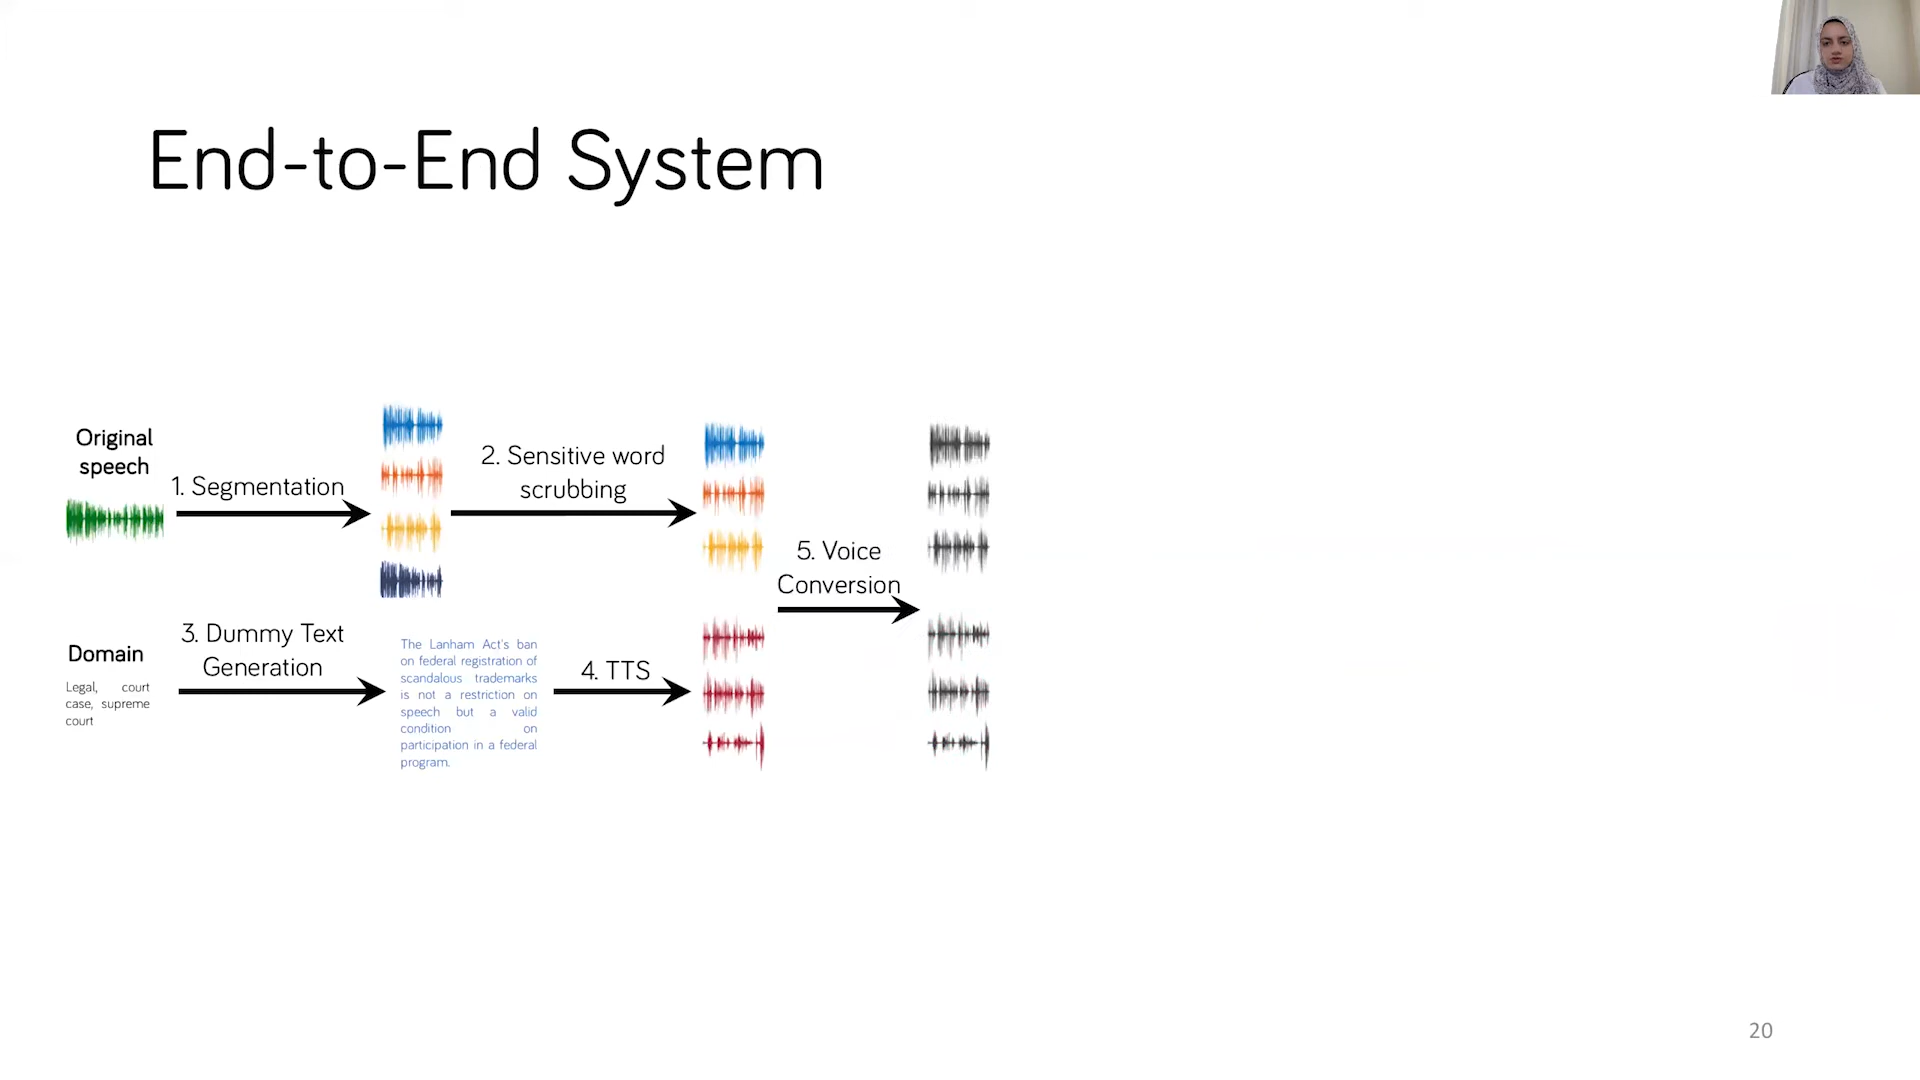 End-to-End System
Original
speech
1. Segmentation
2. Sensitive word
scrubbing
5. Voice
Conversion
Domain
Legal, court
case, supreme
court
3. Dummy Text
Generation
The Lanham Act's ban
on federal registration of
scandalous trademarks
is not a restriction on
speech but a valid
condition on
participation in a federal
program.
4. TTS
20